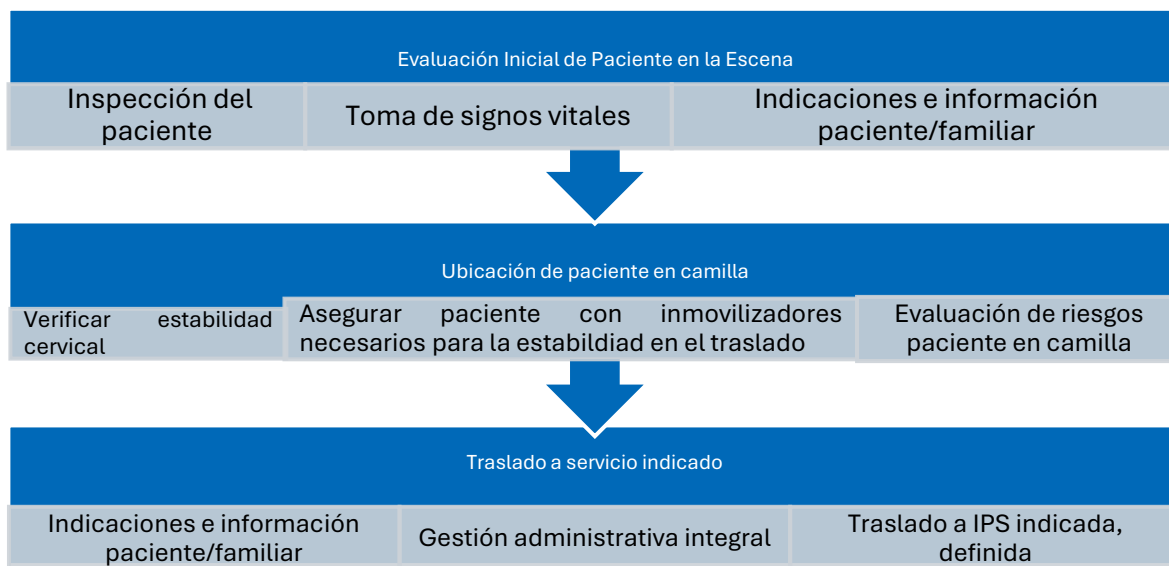 Evaluación Inicial de Paciente en la Escena
Inspección del
paciente
Toma de signos vitales
Indicaciones e información
paciente/familiar
Ubicación de paciente en camilla
Verificar estabilidad
cervical
Asegurar paciente con inmovilizadores
necesarios para la estabildiad en el traslado
Evaluación de riesgos
paciente en camilla
Traslado a servicio indicado
Indicaciones e información
paciente/familiar
Gestión administrativa integral
Traslado a IPS indicada,
definida